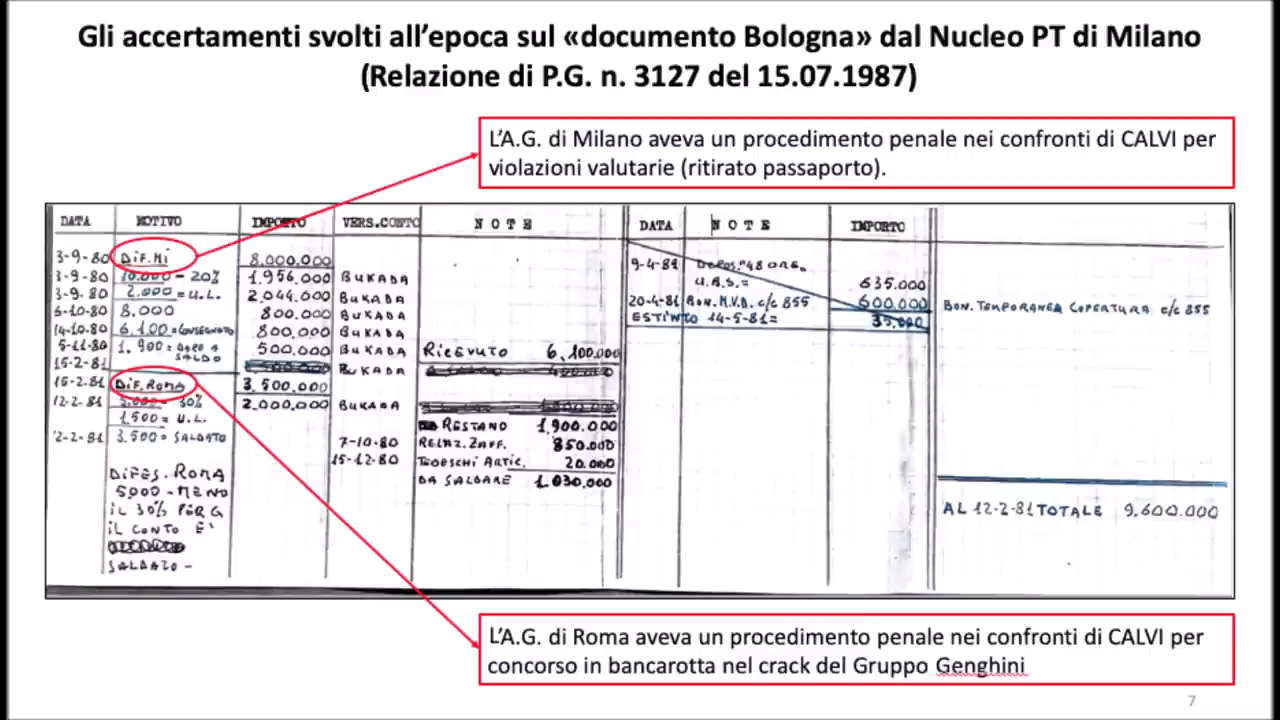 Gli accertamenti svolti all’epoca sul «documento Bologna» dal Nucleo PT di Milano
(Relazione di P.G. n. 3127 del 15.07.1987)
L’A.G. di Milano aveva un procedimento penale nei confronti di CALVI per
violazioni valutarie (ritirato passaporto).
DATA MOTIVO IMPORTO VERS.CONTO NOTE DATA NOTE IMPORTO
3-9-80 DIF.MI 8.000.000
3-9-80 10.000 = 20% 1.956.000 BUKADA
3-9.80 2.000 = U.L. 2.044.000 BUKADA
6-10-80 8.000 800.000 BUKADA
14-10-80 6.100 = CONSEGNATO 800.000 BUKADA
5-11-80 1.900 = DARE A SALDO 500.000 BUKADA RICEVUTO 6,100.000
15-2-81 BUKADA
15-2.81 DIF.ROMA 3,500.000
12-2.81 5.000 = 30% 2.000.000 BUKADA
1,500 = U.L. RESTANO 1,900.000
2-2-81 3.500 = SALDATO 7-10-80 RELAZ.ZAFF. 850.000
15-12-80 TEDESCHI ARTIC. 20.000
DA SALDARE 1.030,000
DIFES.ROMA
5000 - MENO
IL 30% PER G
IL CONTO E'
SALDATO -
9-4-81 DEPOS. "48 ORE"
U.B.S.= 635.000
20-4-81 BON. M.V.D. c/c 855 600.000 BON. TEMPORANEA COPERTURA c/c 855
ESTINTO 14-5-81= 35.000
AL 12-2-81 TOTALE 9,600.000
L’A.G. di Roma aveva un procedimento penale nei confronti di CALVI per
concorso in bancarotta nel crack del Gruppo Genghini
7